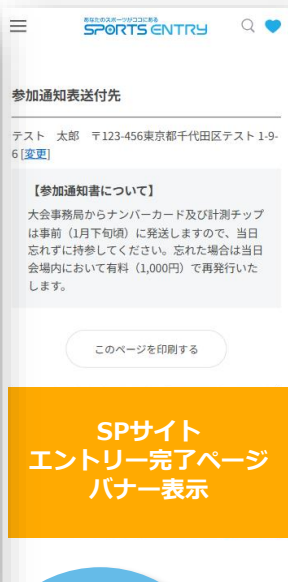 あなたのスポーツがココにある
SPORTS ENTRY
参加通知表送付先
テスト　太郎　〒123-456東京都千代田区テスト 1-9-
6 [変更]
【参加通知書について】
大会事務局からナンバーカード及び計測チップ
は事前（1月下旬頃）に発送しますので、当日
忘れずに持参してください。忘れた場合は当日
会場内において有料（1,000円）で再発行いた
します。
このページを印刷する
SPサイト
エントリー完了ページ
バナー表示